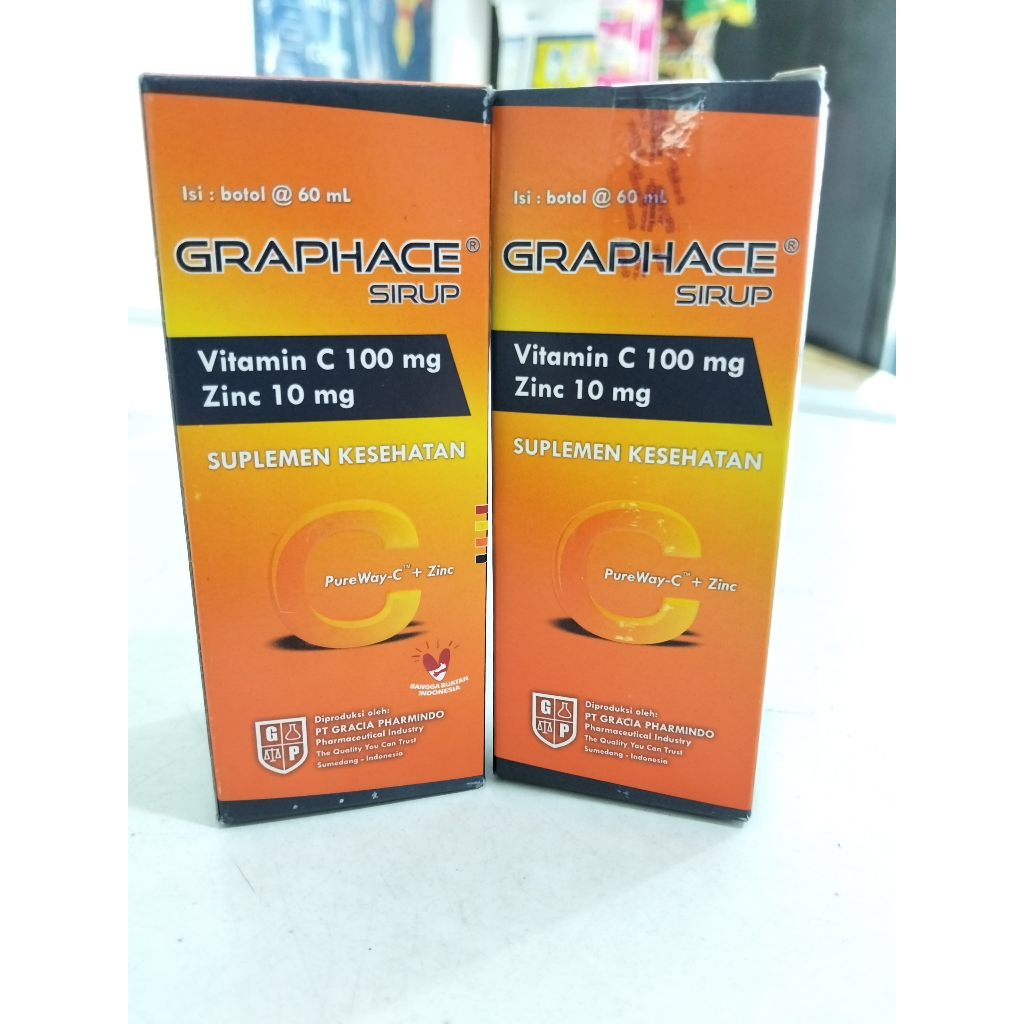 Isi : botol @ 60 mL
GRAPHACE®
SIRUP
Vitamin C 100 mg
Zinc 10 mg
SUPLEMEN KESEHATAN
C
PureWay-C™ + Zinc
BANGGA BUATAN
INDONESIA
G P
Diproduksi oleh:
PT GRACIA PHARMINDO
Pharmaceutical Industry
The Quality You Can Trust
Sumedang - Indonesia
Isi : botol @ 60 mL
GRAPHACE®
SIRUP
Vitamin C 100 mg
Zinc 10 mg
SUPLEMEN KESEHATAN
C
PureWay-C™ + Zinc
G P
Diproduksi oleh:
PT GRACIA PHARMINDO
Pharmaceutical Industry
The Quality You Can Trust
Sumedang - Indonesia